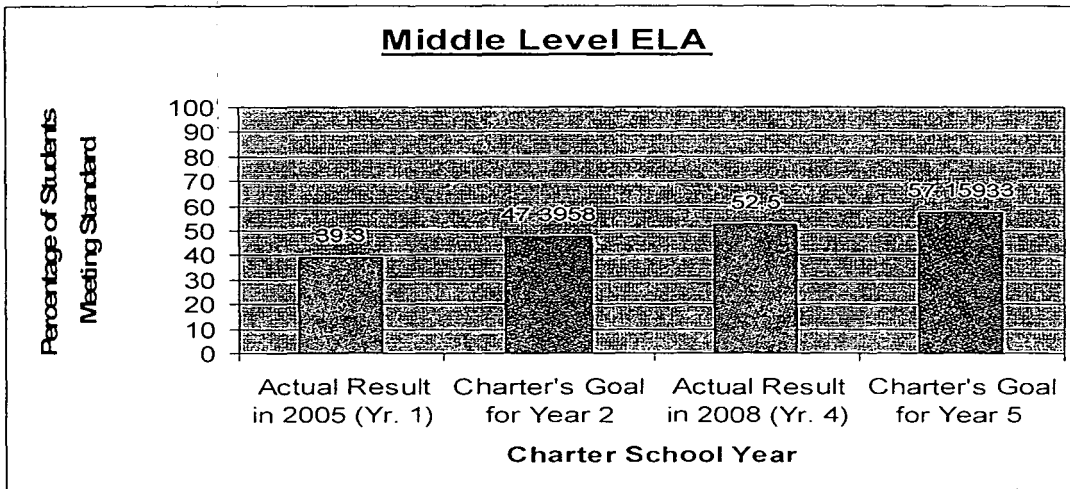 Middle Level ELA
Percentage of Students
Meeting Standard
100
90
80
70
60
50
40
30
20
10
0
39.3
47.3958
52.5
57.15933
Actual Result
in 2005 (Yr. 1)
Charter's Goal
for Year 2
Actual Result
in 2008 (Yr. 4)
Charter's Goal
for Year 5
Charter School Year